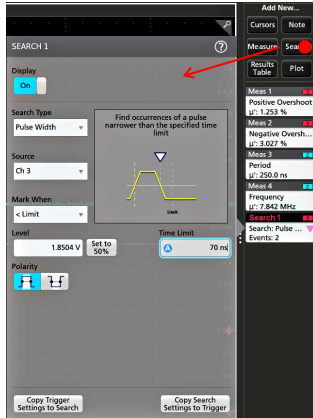 Add New...
Cursors
Note
Measure
Results
Table
Plot
SEARCH 1
Display
On
Search Type
Pulse Width
Find occurrences of a pulse
narrower than the specified time
limit
Limit
Source
Ch 3
Mark When
< Limit
Level
1.8504 V
Set to
50%
Time Limit
70 ns
Polarity
Copy Trigger
Settings to Search
Copy Search
Settings to Trigger
Meas 1
Positive Overshoot
µ': 1.253 %
Meas 2
Negative Oversh...
µ': 3.027 %
Meas 3
Period
µ': 250.0 ns
Meas 4
Frequency
µ': 7.842 MHz
Search 1
Search: Pulse ...
Events: 2